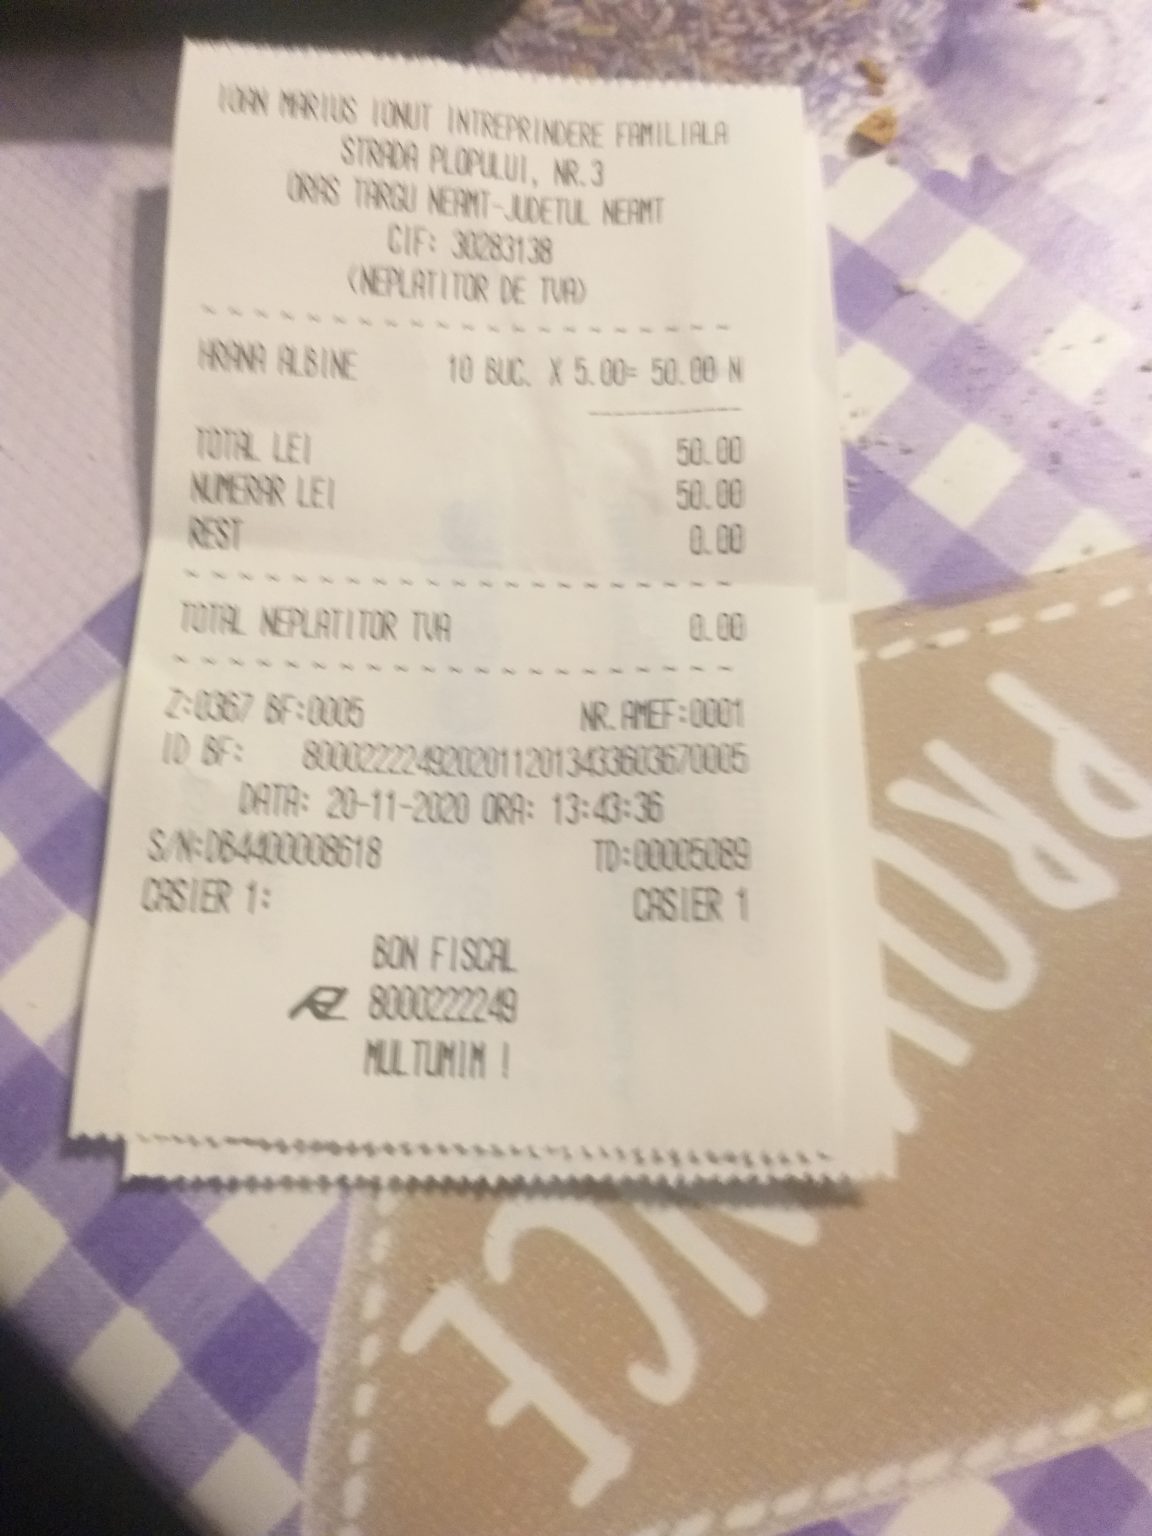 IOAN MARIUS IONUT INTREPRINDERE FAMILIALA
STRADA PLOPULUI, NR.3
ORAS TARGU NEAMT-JUDETUL NEAMT
CIF: 30283138
(NEPLATITOR DE TVA)
HRANA ALBINE 10 BUC. X 5.00= 50.00 N
TOTAL LEI 50.00
NUMERAR LEI 50.00
REST 0.00
TOTAL NEPLATITOR TVA 0.00
Z:0367 BF:0005 NR.AMEF:0001
ID BF: 80002222492020112013433603670005
DATA: 20-11-2020 ORA: 13:43:36
S/N:DB4400008618 TD:00005089
CASIER 1: CASIER 1
BON FISCAL
8000222249
MULTUMIM !
PRUNCE